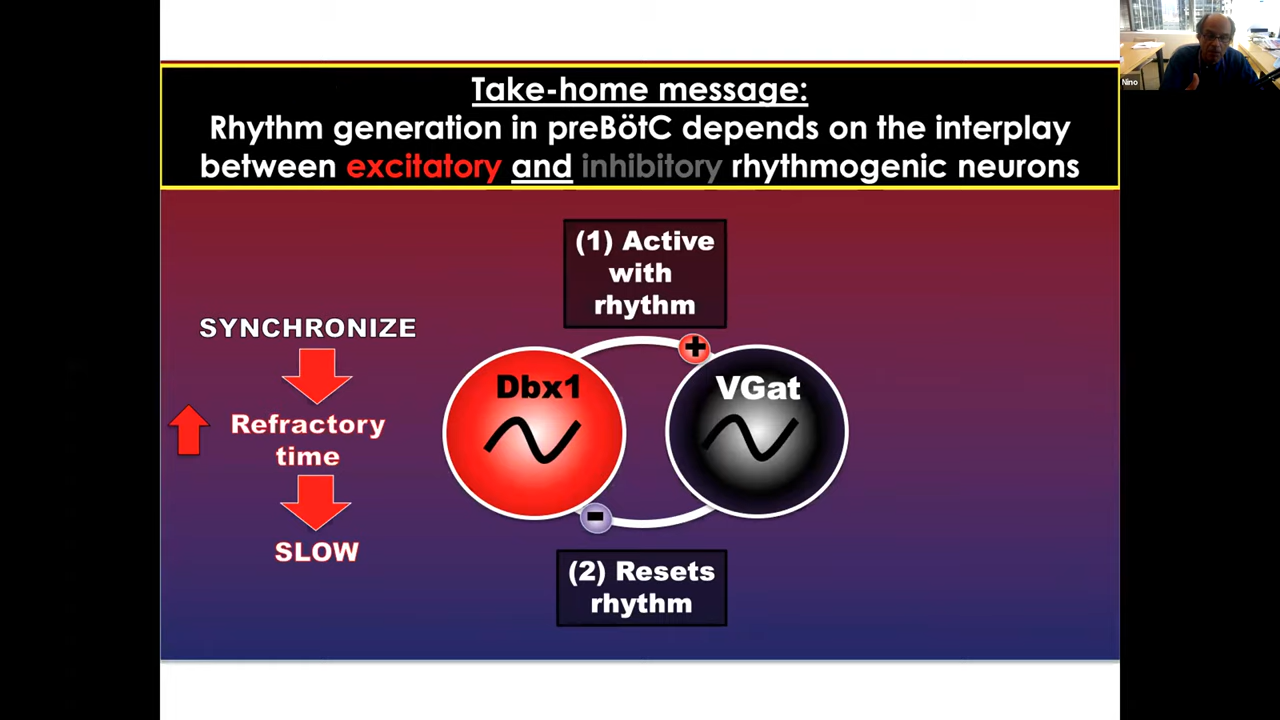 Take-home message:
Rhythm generation in preBötC depends on the interplay
between excitatory and inhibitory rhythmogenic neurons
Nino
(1) Active
with
rhythm
SYNCHRONIZE
Refractory
time
SLOW
+
Dbx1
VGat
-
(2) Resets
rhythm